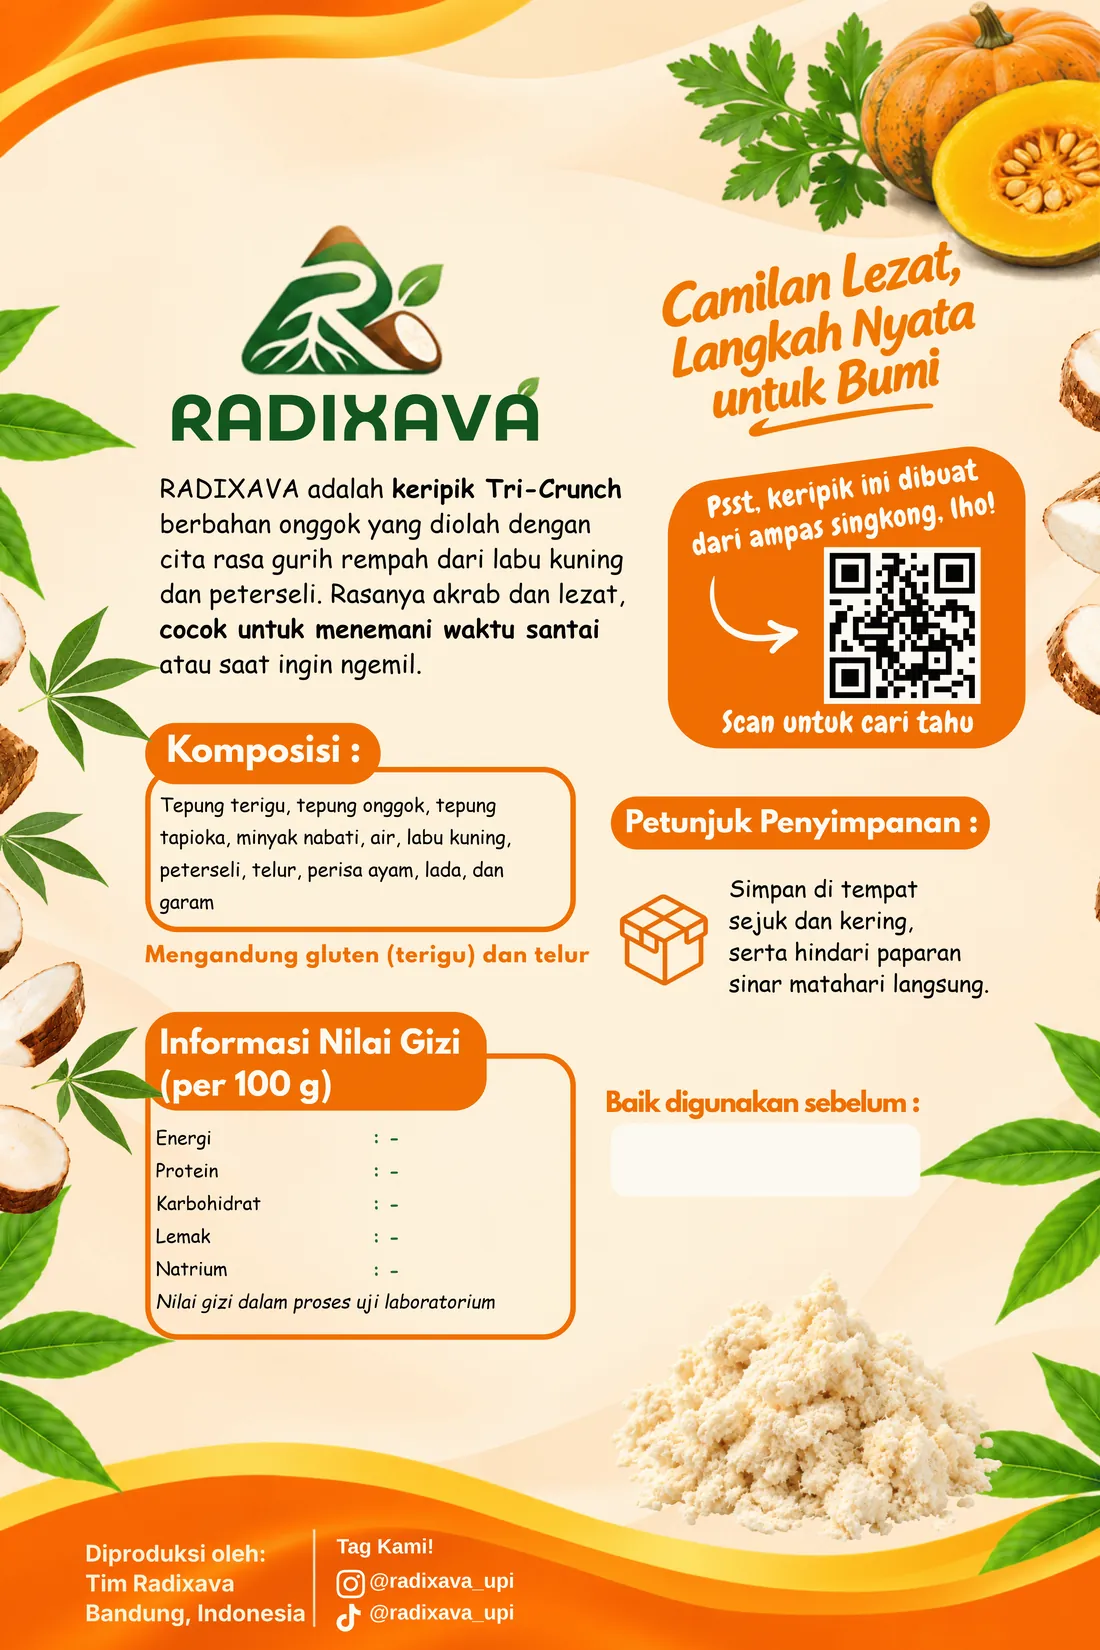 RADIXAVA
RADIXAVA adalah keripik Tri-Crunch
berbahan onggok yang diolah dengan
cita rasa gurih rempah dari labu kuning
dan peterseli. Rasanya akrab dan lezat,
cocok untuk menemani waktu santai
atau saat ingin ngemil.
Komposisi :
Tepung terigu, tepung onggok, tepung
tapioka, minyak nabati, air, labu kuning,
peterseli, telur, perisa ayam, lada, dan
garam
Mengandung gluten (terigu) dan telur
Informasi Nilai Gizi
(per 100 g)
Energi : -
Protein : -
Karbohidrat : -
Lemak : -
Natrium : -
Nilai gizi dalam proses uji laboratorium
Camilan Lezat,
Langkah Nyata
untuk Bumi
Psst, keripik ini dibuat
dari ampas singkong, lho!
Scan untuk cari tahu
Petunjuk Penyimpanan :
Simpan di tempat
sejuk dan kering,
serta hindari paparan
sinar matahari langsung.
Baik digunakan sebelum :
Diproduksi oleh:
Tim Radixava
Bandung, Indonesia
Tag Kami!
@radixava_upi
@radixava_upi